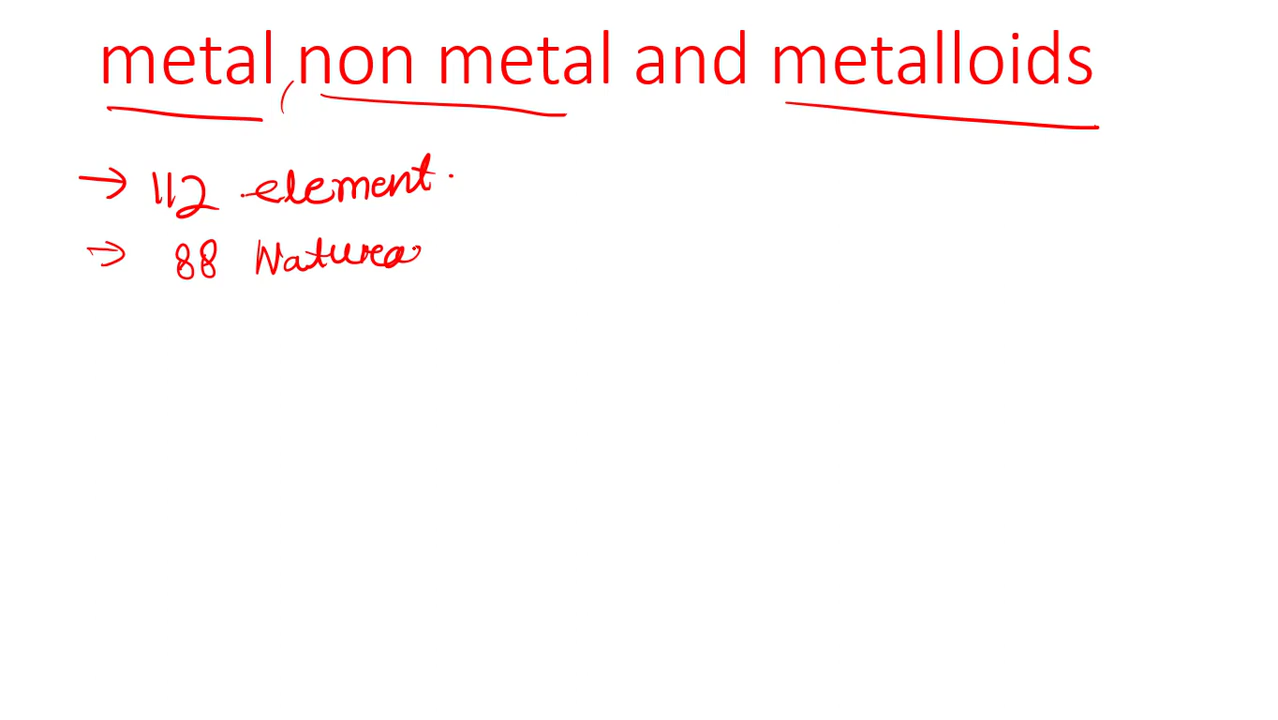 metal, non metal and metalloids
→ 112 element.
→ 88 Naturea